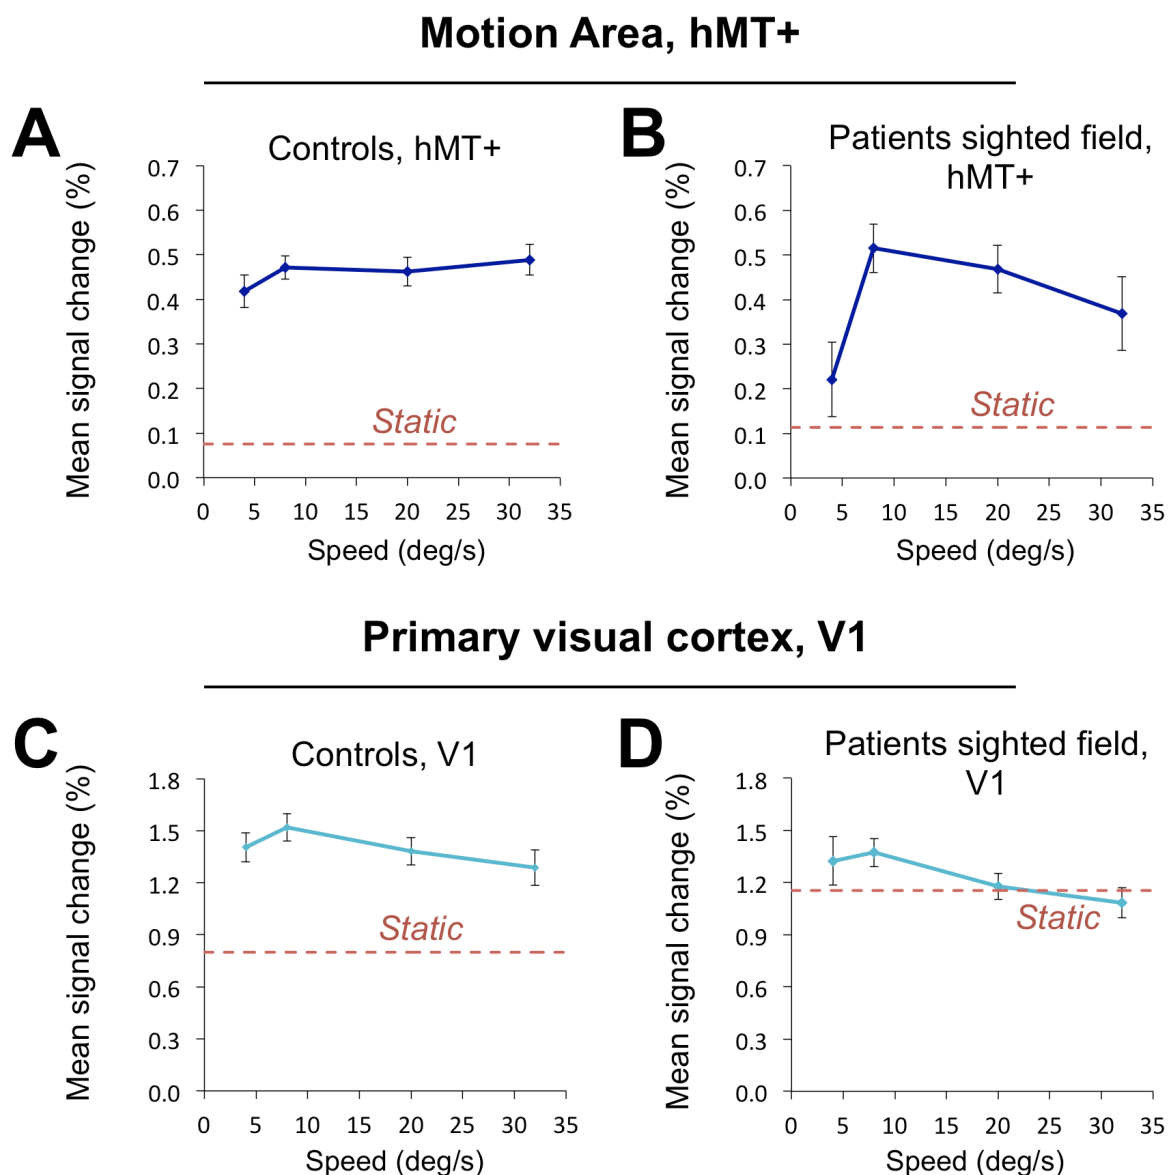 Motion Area, hMT+
A
Controls, hMT+
Mean signal change (%)
0.7
0.6
0.5
0.4
0.3
0.2
0.1
0.0
Static
0 5 10 15 20 25 30 35
Speed (deg/s)
B
Patients sighted field,
hMT+
Mean signal change (%)
0.7
0.6
0.5
0.4
0.3
0.2
0.1
0.0
Static
0 5 10 15 20 25 30 35
Speed (deg/s)
Primary visual cortex, V1
C
Controls, V1
Mean signal change (%)
1.8
1.5
1.2
0.9
0.6
0.3
0.0
Static
0 5 10 15 20 25 30 35
Speed (deg/s)
D
Patients sighted field,
V1
Mean signal change (%)
1.8
1.5
1.2
0.9
0.6
0.3
0.0
Static
0 5 10 15 20 25 30 35
Speed (deg/s)